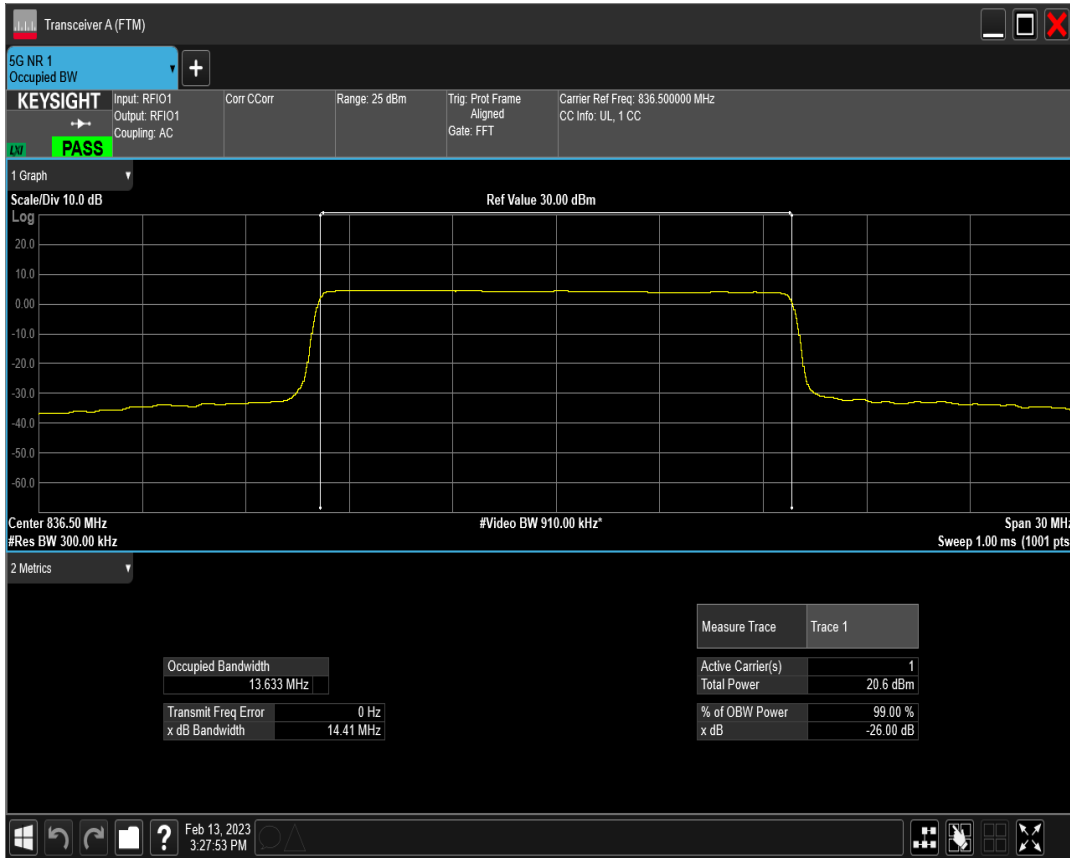 Transceiver A (FTM)
5G NR 1
Occupied BW
+
KEYSIGHT
LXI
PASS
Input: RFIO1
Output: RFIO1
Coupling: AC
Corr CCorr
Range: 25 dBm
Trig: Prot Frame
Aligned
Gate: FFT
Carrier Ref Freq: 836.500000 MHz
CC Info: UL, 1 CC
1 Graph
Scale/Div 10.0 dB
Ref Value 30.00 dBm
Log
20.0
10.0
0.00
-10.0
-20.0
-30.0
-40.0
-50.0
-60.0
Center 836.50 MHz
#Video BW 910.00 kHz*
Span 30 MHz
#Res BW 300.00 kHz
Sweep 1.00 ms (1001 pts
2 Metrics
Measure Trace Trace 1
Occupied Bandwidth
13.633 MHz
Active Carrier(s) 1
Total Power 20.6 dBm
Transmit Freq Error 0 Hz
x dB Bandwidth 14.41 MHz
% of OBW Power 99.00 %
x dB -26.00 dB
?
Feb 13, 2023
3:27:53 PM